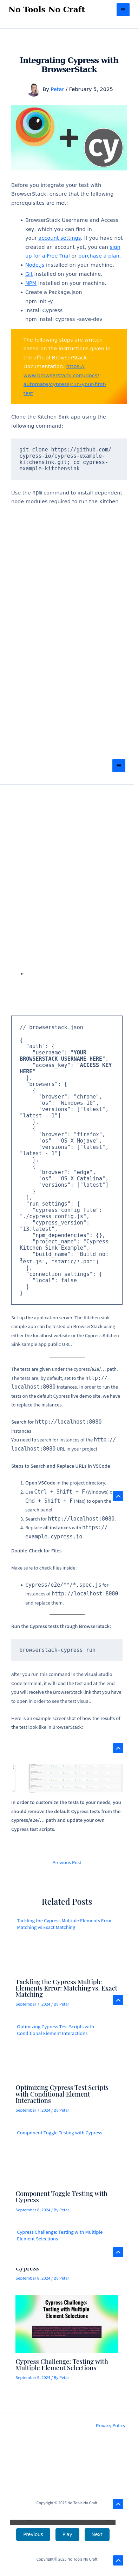 No Tools No Craft
Integrating Cypress with
BrowserStack
By Petar / February 5, 2025
cy
Before you integrate your test with
BrowserStack, ensure that the following
prerequisites are met:
BrowserStack Username and Access
key, which you can find in
your account settings. If you have not
created an account yet, you can sign
up for a Free Trial or purchase a plan.
Node.js installed on your machine.
Git installed on your machine.
NPM installed on your machine.
Create a Package.json
npm init -y
Install Cypress
npm install cypress –save-dev
The following steps are written
based on the instructions given in
the official BrowserStack
Documentation: https://
www.browserstack.com/docs/
automate/cypress/run-your-first-
test
Clone the Kitchen Sink app using the
following command:
git clone https://github.com/
cypress-io/cypress-example-
kitchensink.git; cd cypress-
example-kitchensink
Use the npm command to install dependent
node modules required to run the Kitchen
// browserstack.json
{
"auth": {
"username": "YOUR
BROWSERSTACK USERNAME HERE",
"access_key": "ACCESS KEY
HERE"
},
"browsers": [
{
"browser": "chrome",
"os": "Windows 10",
"versions": ["latest",
"latest - 1"]
},
{
"browser": "firefox",
"os": "OS X Mojave",
"versions": ["latest",
"latest - 1"]
},
{
"browser": "edge",
"os": "OS X Catalina",
"versions": ["latest"]
}
],
"run_settings": {
"cypress_config_file":
"./cypress.config.js",
"cypress_version":
"13.latest",
"npm_dependencies": {},
"project_name": "Cypress
Kitchen Sink Example",
"build_name": "Build no:
1"
test.js', 'static/*.pdf'];
},
"connection_settings": {
"local": false
}
}
Set up the application server. The Kitchen sink
sample app can be tested on BrowserStack using
either the localhost website or the Cypress Kitchen
Sink sample app public URL.
The tests are given under the cypress/e2e/… path.
The tests are, by default, set to the http://
localhost:8080 instances. In order to run the
tests on the default Cypress live demo site, we have
to replace the instances.
Search for http://localhost:8080
instances
You need to search for instances of the http://
localhost:8080 URL in your project.
Steps to Search and Replace URLs in VSCode
1. Open VSCode in the project directory.
2. Use Ctrl + Shift + F (Windows) or
Cmd + Shift + F (Mac) to open the
search panel.
3. Search for http://localhost:8080.
4. Replace all instances with https://
example.cypress.io.
Double-Check for Files
Make sure to check files inside:
1. cypress/e2e/**/*.spec.js for
instances of http://localhost:8080
and replace them.
Run the Cypress tests through BrowserStack:
browserstack-cypress run
After you run this command in the Visual Studio
Code terminal, It will load the test and at the end
you will receive the BrowserStack link that you have
to open in order to see the test visual.
Here is an example screenshot of how the results of
the test look like in BrowserStack:
In order to customize the tests to your needs, you
should remove the default Cypress tests from the
cypress/e2e/… path and update your own
Cypress test scripts.
Previous Post
Related Posts
Tackling the Cypress Multiple Elements Error
Matching vs Exact Matching
Tackling the Cypress Multiple
Elements Error: Matching vs. Exact
Matching
September 7, 2024 / By Petar
Optimizing Cypress Test Scripts with
Conditional Element Interactions
Optimizing Cypress Test Scripts
with Conditional Element
Interactions
September 7, 2024 / By Petar
Component Toggle Testing with Cypress
Component Toggle Testing with
Cypress
September 6, 2024 / By Petar
Cypress Challenge: Testing with Multiple
Element Selections
Cypress
September 6, 2024 / By Petar
Cypress Challenge:
Testing with Multiple
Element Selections
Cypress Challenge: Testing with
Multiple Element Selections
September 5, 2024 / By Petar
Privacy Policy
Copyright © 2025 No Tools No Craft
Previous Play Next
Copyright © 2025 No Tools No Craft